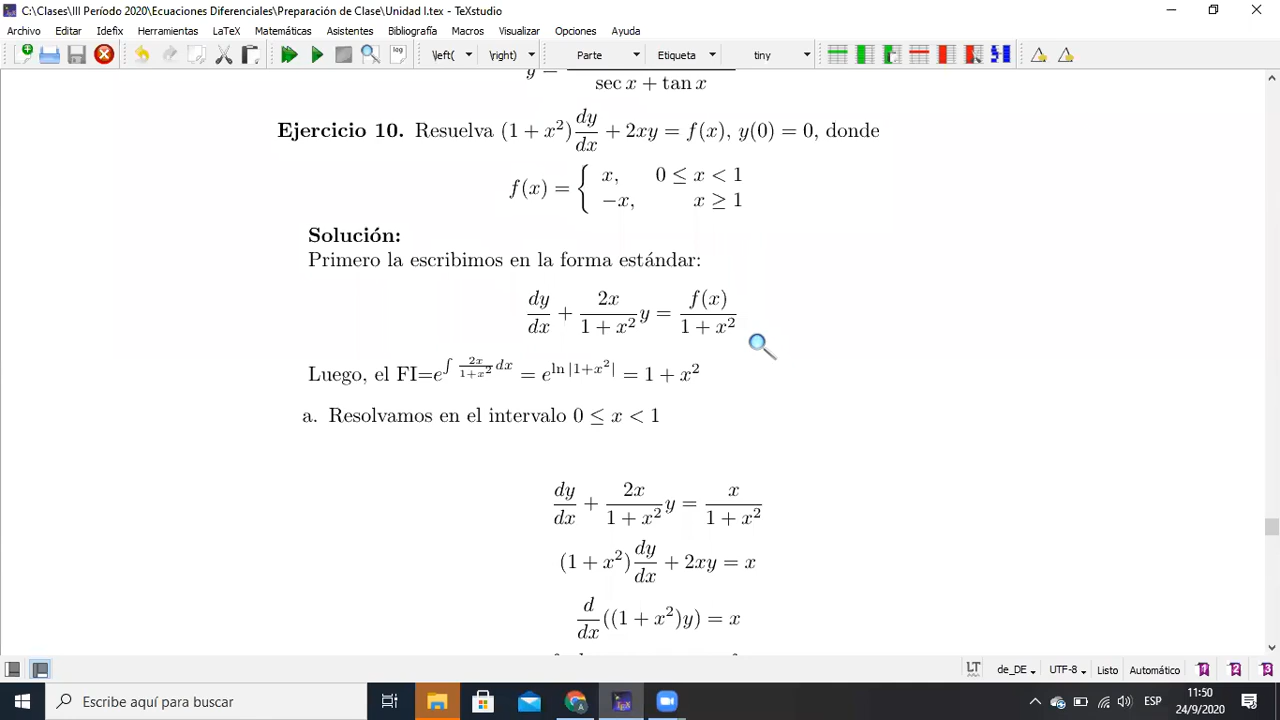 C:\Clases\III Período 2020\Ecuaciones Diferenciales\Preparación de Clase\Unidad I.tex - TeXstudio
Archivo Editar Idefix Herramientas LaTeX Matemáticas Asistentes Bibliografía Macros Visualizar Opciones Ayuda
\left( \right) Parte Etiqueta tiny
y = ─────
sec x + tan x
Ejercicio 10. Resuelva (1 + x²) dy/dx + 2xy = f(x), y(0) = 0, donde
f(x) = { x, 0 ≤ x < 1
−x, x ≥ 1
Solución:
Primero la escribimos en la forma estándar:
dy/dx + 2x/(1 + x²) y = f(x)/(1 + x²)
Luego, el FI=e^{∫ 2x/(1+x²) dx} = e^{ln |1+x²|} = 1 + x²
a. Resolvamos en el intervalo 0 ≤ x < 1
dy/dx + 2x/(1 + x²) y = x/(1 + x²)
(1 + x²) dy/dx + 2xy = x
d/dx ((1 + x²)y) = x
LT de_DE UTF-8 Listo Automático 1 2 3
Escribe aquí para buscar
ESP 11:50
24/9/2020